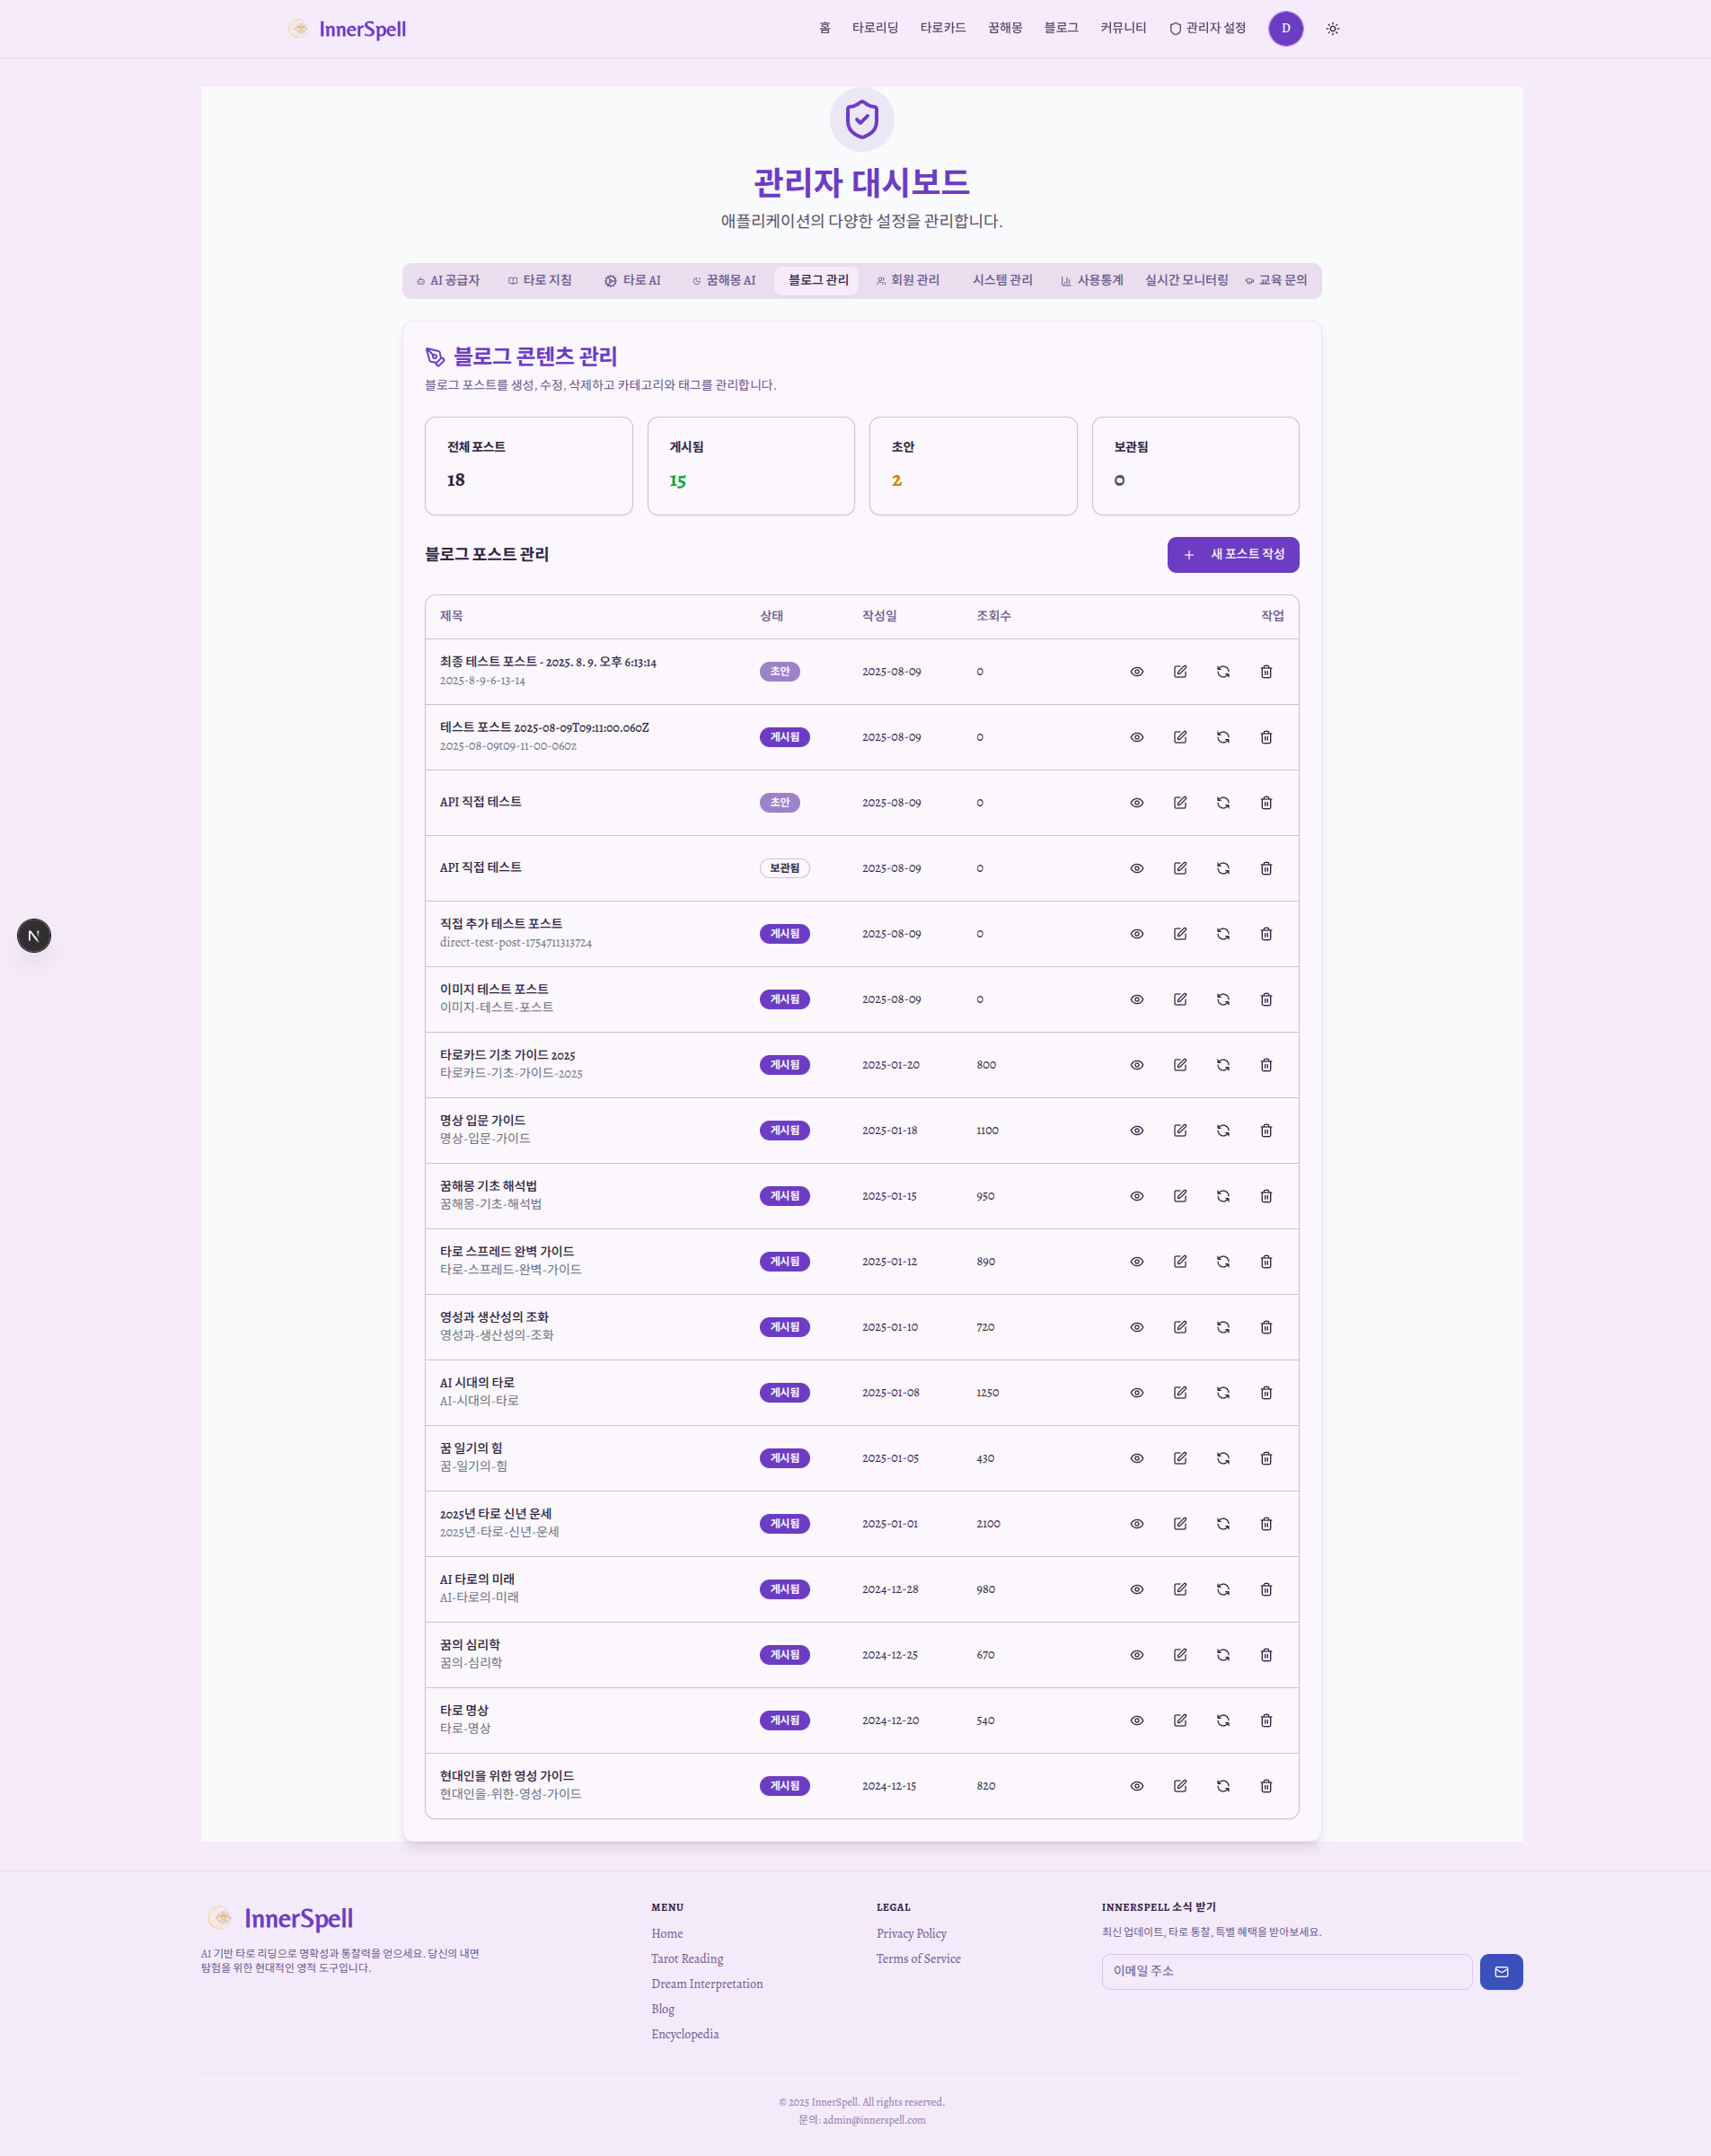 InnerSpell
홈 타로리딩 타로카드 꿈해몽 블로그 커뮤니티 관리자 설정 D
관리자 대시보드
애플리케이션의 다양한 설정을 관리합니다.
AI 공급자 타로 지침 타로 AI 꿈해몽 AI 블로그 관리 회원 관리 시스템 관리 사용통계 실시간 모니터링 교육 문의
블로그 콘텐츠 관리
블로그 포스트를 생성, 수정, 삭제하고 카테고리와 태그를 관리합니다.
전체 포스트 게시됨 초안 보관됨
18 15 2 0
블로그 포스트 관리 새 포스트 작성
제목 상태 작성일 조회수 작업
최종 테스트 포스트 - 2025. 8. 9. 오후 6:13:14
2025-8-9-6-13-14
초안 2025-08-09 0
테스트 포스트 2025-08-09T09:11:00.060Z
2025-08-09t09-11-00-060z
게시됨 2025-08-09 0
API 직접 테스트 초안 2025-08-09 0
API 직접 테스트 보관됨 2025-08-09 0
직접 추가 테스트 포스트
direct-test-post-1754711313724
게시됨 2025-08-09 0
이미지 테스트 포스트
이미지-테스트-포스트
게시됨 2025-08-09 0
타로카드 기초 가이드 2025
타로카드-기초-가이드-2025
게시됨 2025-01-20 800
명상 입문 가이드
명상-입문-가이드
게시됨 2025-01-18 1100
꿈해몽 기초 해석법
꿈해몽-기초-해석법
게시됨 2025-01-15 950
타로 스프레드 완벽 가이드
타로-스프레드-완벽-가이드
게시됨 2025-01-12 890
영성과 생산성의 조화
영성과-생산성의-조화
게시됨 2025-01-10 720
AI 시대의 타로
AI-시대의-타로
게시됨 2025-01-08 1250
꿈 일기의 힘
꿈-일기의-힘
게시됨 2025-01-05 430
2025년 타로 신년 운세
2025년-타로-신년-운세
게시됨 2025-01-01 2100
AI 타로의 미래
AI-타로의-미래
게시됨 2024-12-28 980
꿈의 심리학
꿈의-심리학
게시됨 2024-12-25 670
타로 명상
타로-명상
게시됨 2024-12-20 540
현대인을 위한 영성 가이드
현대인을-위한-영성-가이드
게시됨 2024-12-15 820
N
InnerSpell
AI 기반 타로 리딩으로 명확성과 통찰력을 얻으세요. 당신의 내면
탐험을 위한 현대적인 영적 도구입니다.
MENU
Home
Tarot Reading
Dream Interpretation
Blog
Encyclopedia
LEGAL
Privacy Policy
Terms of Service
INNERSPELL 소식 받기
최신 업데이트, 타로 통찰, 특별 혜택을 받아보세요.
이메일 주소
© 2025 InnerSpell. All rights reserved.
문의: admin@innerspell.com